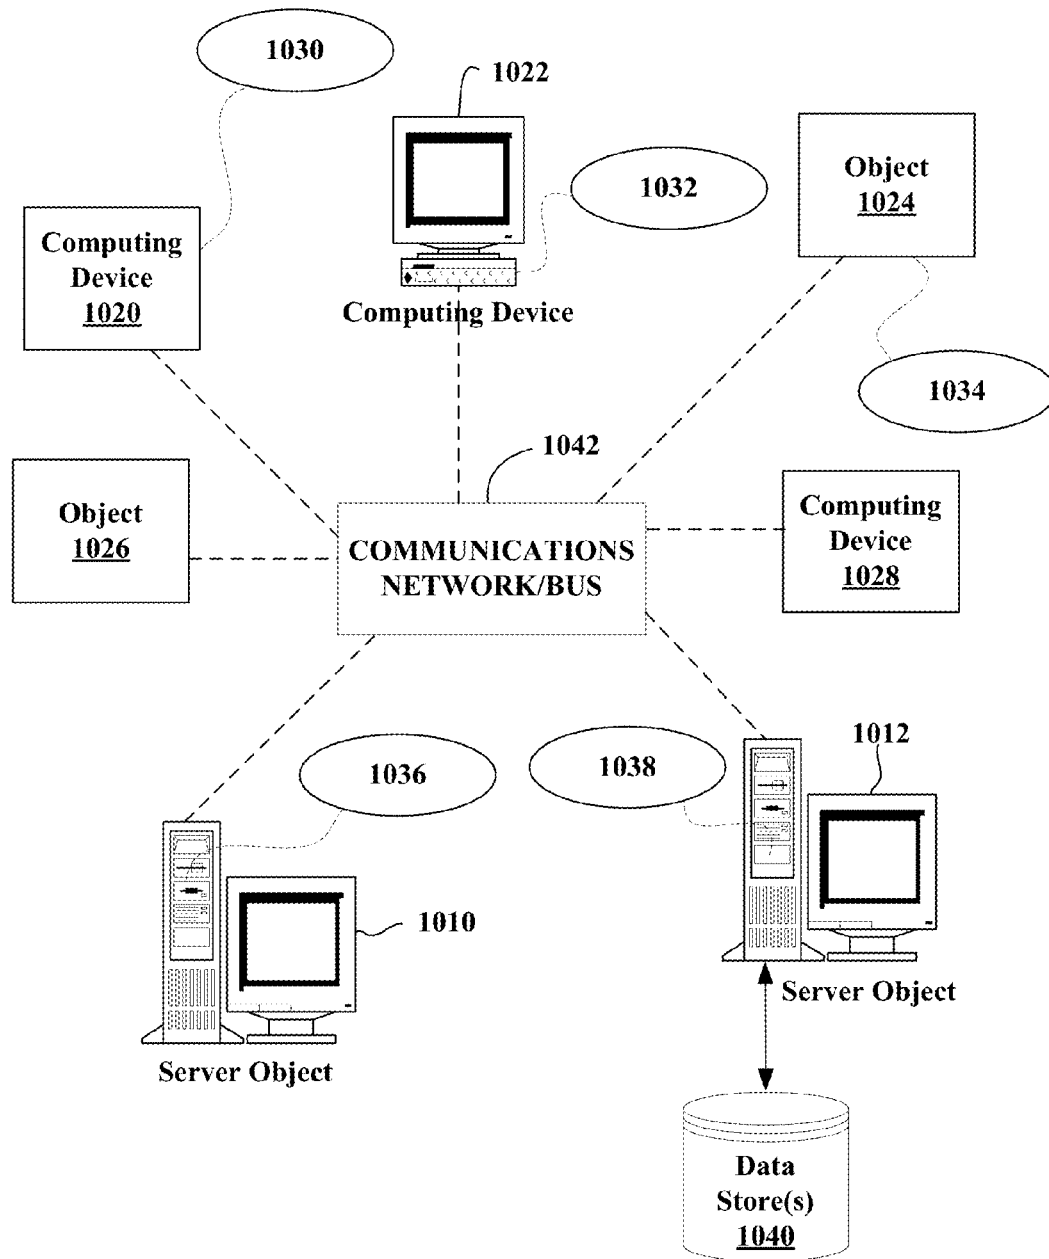 1030
1022
1032
Object
1024
Computing
Device
1020
Computing Device
1034
1042
Object
1026
COMMUNICATIONS
NETWORK/BUS
Computing
Device
1028
1036
1038
1012
1010
Server Object
Server Object
Data
Store(s)
1040